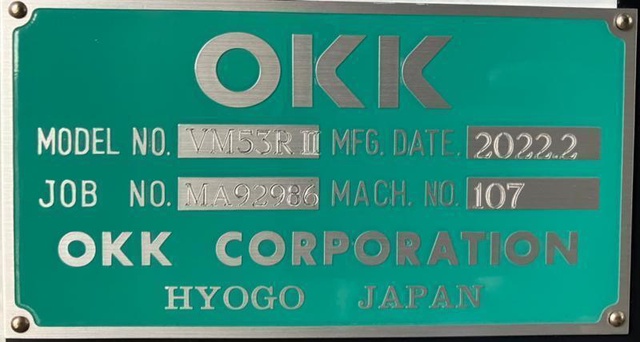 OKK
MODEL NO. VM53R II MFG. DATE. 2022.2
JOB NO. MA92986 MACH. NO. 107
OKK CORPORATION
HYOGO JAPAN